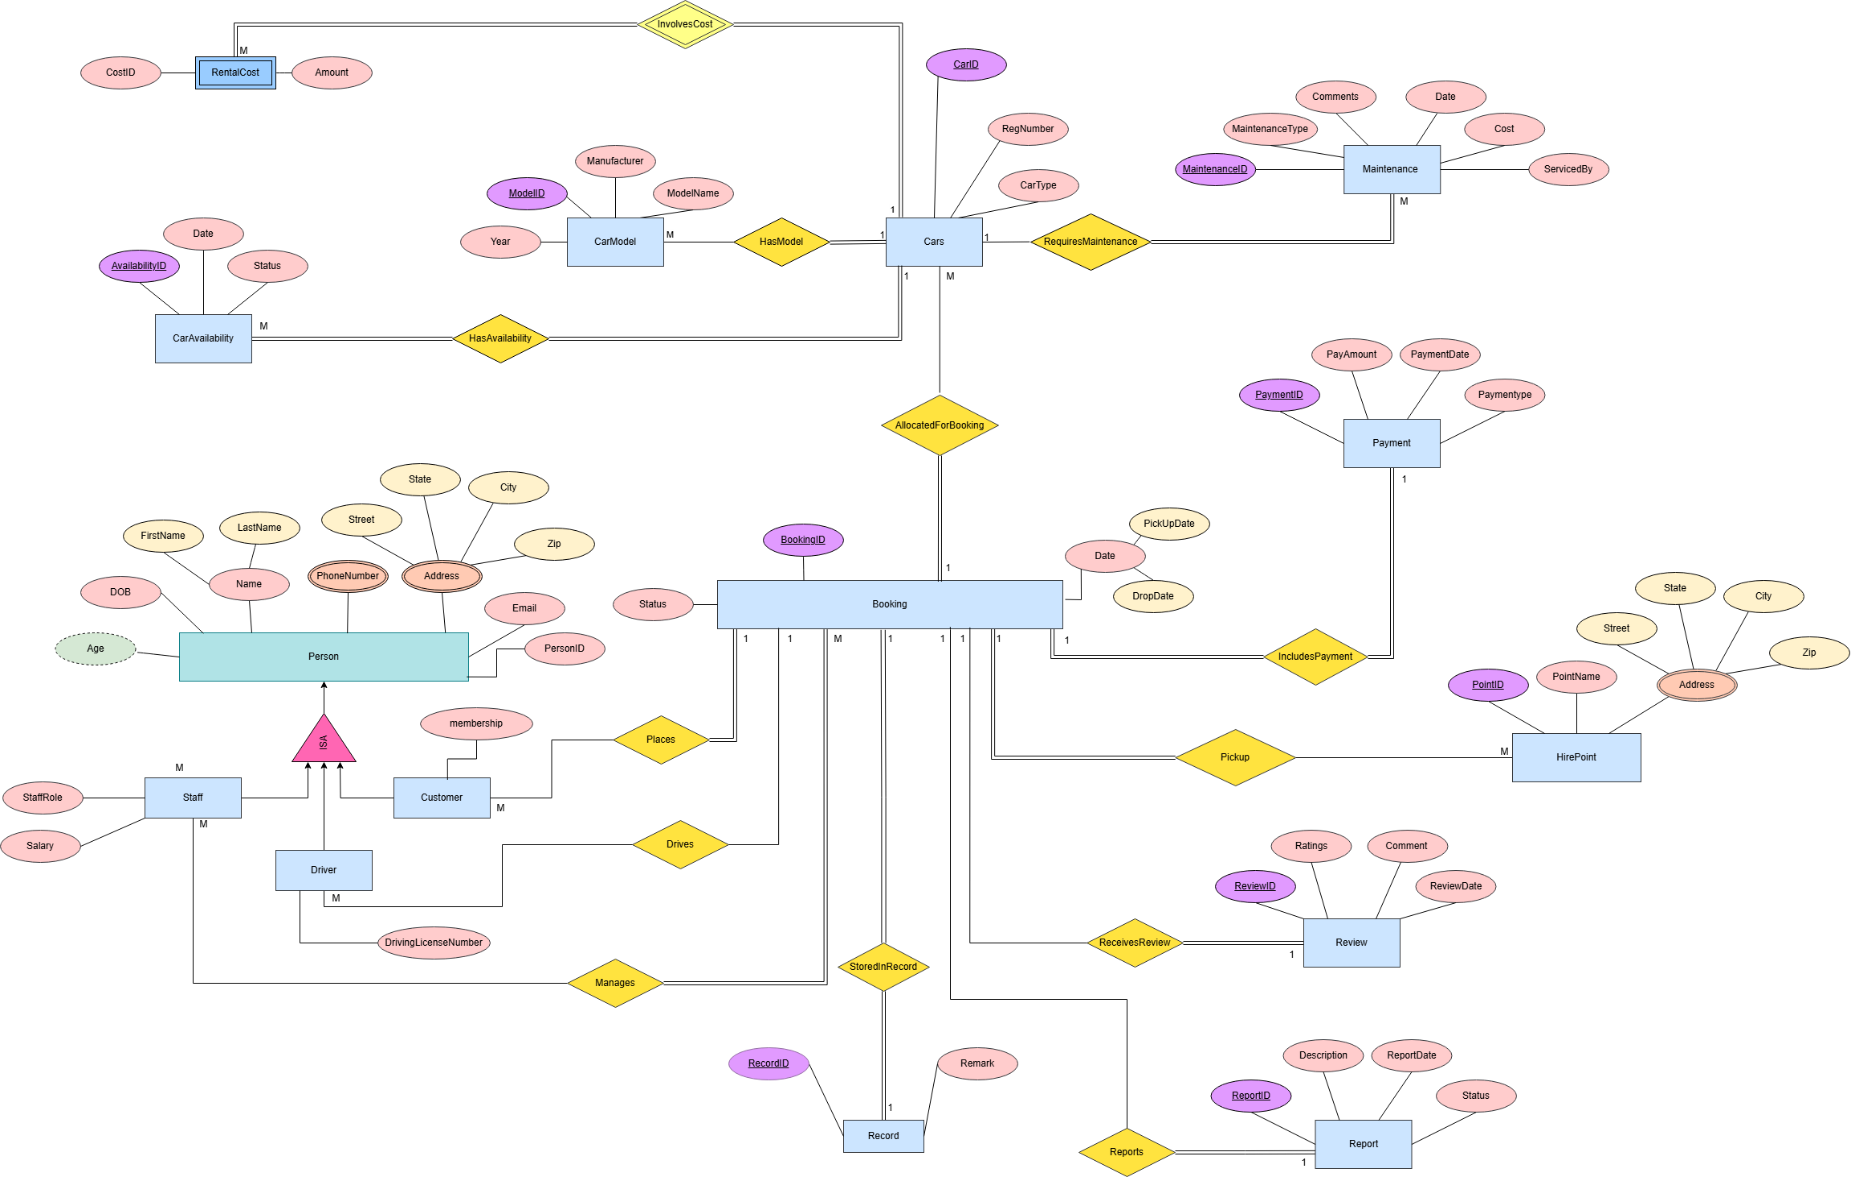 InvolvesCost
M
CostID
RentalCost
Amount
CarID
Comments
Date
MaintenanceType
Cost
RegNumber
Manufacturer
MaintenanceID
Maintenance
ServicedBy
ModelID
ModelName
CarType
M
1
Date
Year
CarModel
M
HasModel
1
Cars
1
RequiresMaintenance
AvailabilityID
Status
1
M
M
CarAvailability
HasAvailability
PayAmount
PaymentDate
PaymentID
Paymentype
AllocatedForBooking
Payment
1
State
City
Street
FirstName
LastName
Zip
BookingID
PickUpDate
Date
1
Name
PhoneNumber
Address
DOB
DropDate
State
City
Email
Status
Booking
Street
Age
Person
PersonID
1
1
M
1
1
1
1
1
IncludesPayment
Zip
PointID
PointName
Address
membership
ISA
Places
Pickup
M
HirePoint
M
StaffRole
Staff
Customer
M
M
Salary
Drives
Ratings
Comment
Driver
M
ReviewID
ReviewDate
DrivingLicenseNumber
ReceivesReview
1
Review
StoredInRecord
Manages
RecordID
Remark
Description
ReportDate
ReportID
Status
1
Record
Reports
1
Report